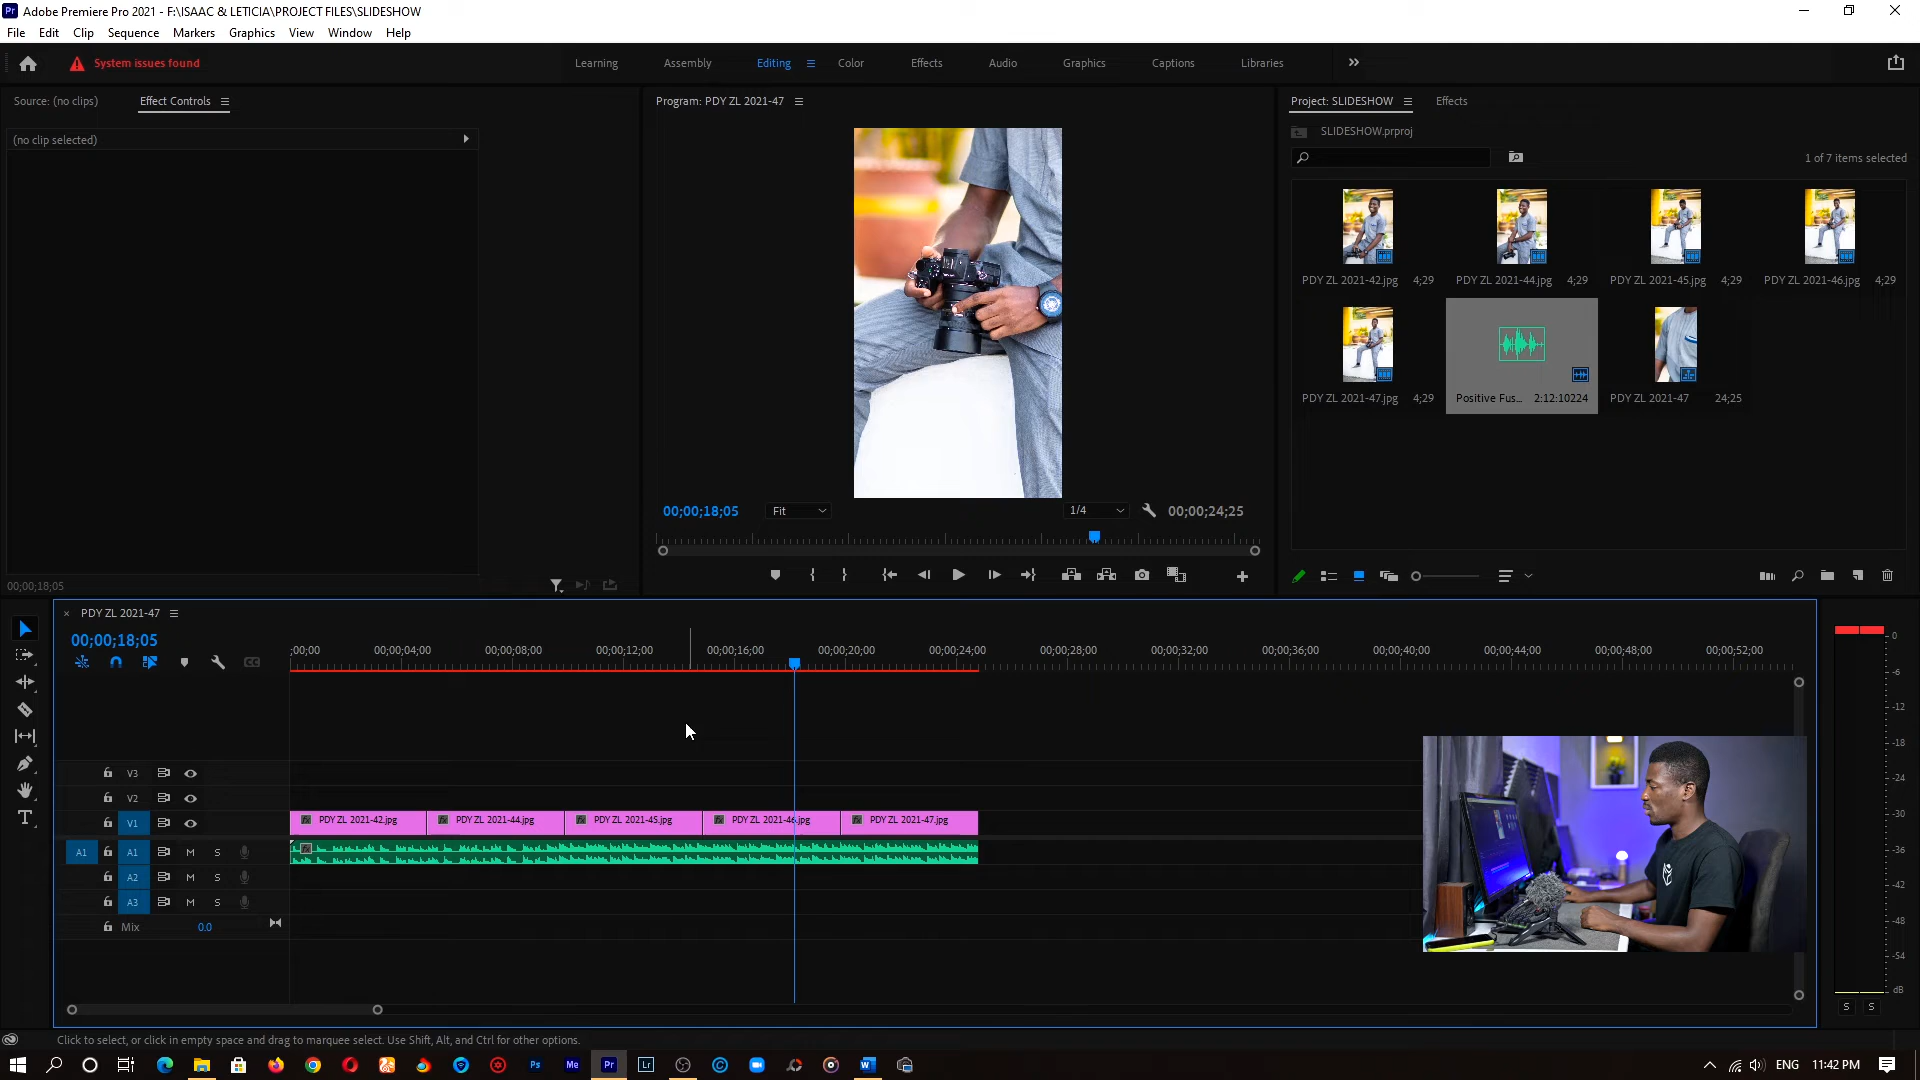 Pr Adobe Premiere Pro 2021 - F:\ISAAC & LETICIA\PROJECT FILES\SLIDESHOW
File Edit Clip Sequence Markers Graphics View Window Help
System issues found
Learning Assembly Editing Color Effects Audio Graphics Captions Libraries
Source: (no clips) Effect Controls
(no clip selected)
00;00;18;05
Program: PDY ZL 2021-47
00;00;18;05 Fit 1/4 00;00;24;25
Project: SLIDESHOW Effects
SLIDESHOW.prproj
1 of 7 items selected
PDY ZL 2021-42.jpg 4;29 PDY ZL 2021-44.jpg 4;29 PDY ZL 2021-45.jpg 4;29 PDY ZL 2021-46.jpg 4;29
PDY ZL 2021-47.jpg 4;29 Positive Fus... 2:12:10224 PDY ZL 2021-47 24;25
× PDY ZL 2021-47
00;00;18;05
;00;00 00;00;04;00 00;00;08;00 00;00;12;00 00;00;16;00 00;00;20;00 00;00;24;00 00;00;28;00 00;00;32;00 00;00;36;00 00;00;40;00 00;00;44;00 00;00;48;00 00;00;52;00
V3
V2
V1 PDY ZL 2021-42.jpg PDY ZL 2021-44.jpg PDY ZL 2021-45.jpg PDY ZL 2021-46.jpg PDY ZL 2021-47.jpg
A1 A1 M S
A2 M S
A3 M S
Mix 0.0
0
-6
-12
-18
-24
-30
-36
-42
-48
-54
dB
S S
Click to select, or click in empty space and drag to marquee select. Use Shift, Alt, and Ctrl for other options.
Ps Me Pr Lr ENG 11:42 PM